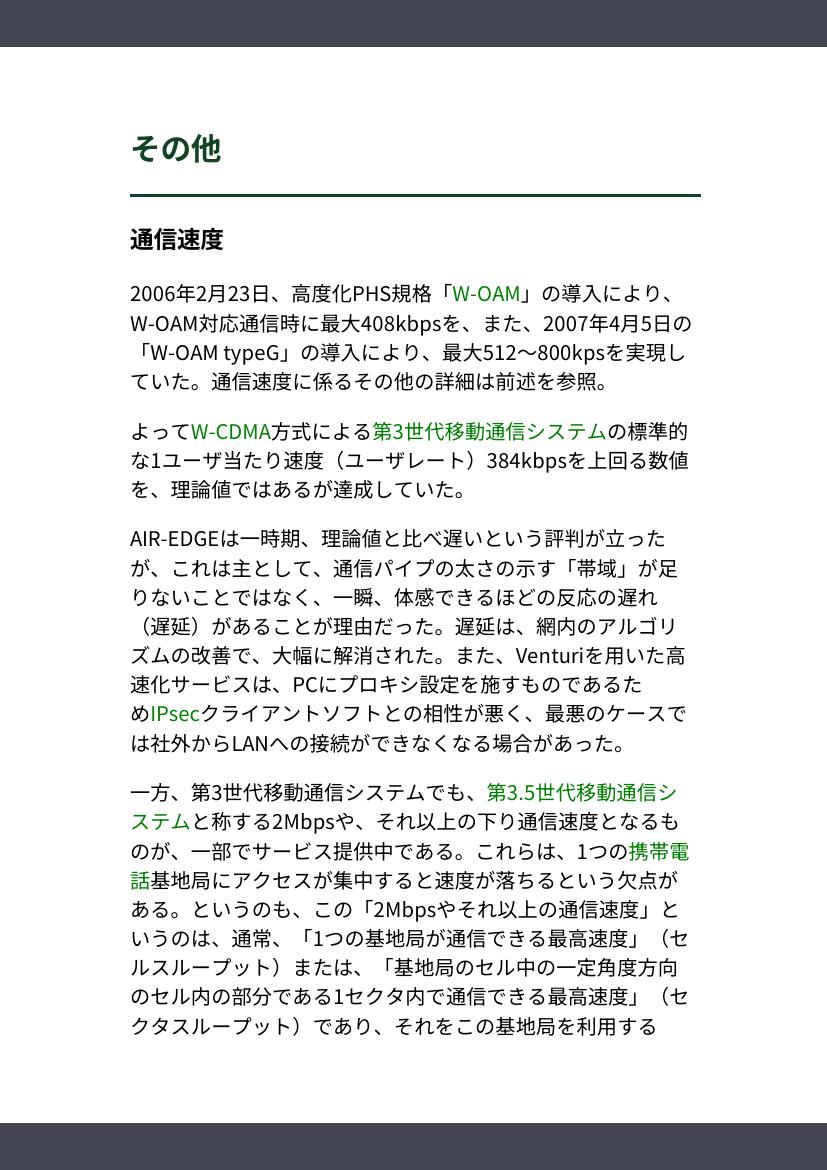 その他
通信速度
2006年2月23日、高度化PHS規格「W-OAM」の導入により、
W-OAM対応通信時に最大408kbpsを、また、2007年4月5日の
「W-OAM typeG」の導入により、最大512〜800kpsを実現し
ていた。通信速度に係るその他の詳細は前述を参照。
よってW-CDMA方式による第3世代移動通信システムの標準的
な1ユーザ当たり速度（ユーザレート）384kbpsを上回る数値
を、理論値ではあるが達成していた。
AIR-EDGEは一時期、理論値と比べ遅いという評判が立った
が、これは主として、通信パイプの太さの示す「帯域」が足
りないことではなく、一瞬、体感できるほどの反応の遅れ
（遅延）があることが理由だった。遅延は、網内のアルゴリ
ズムの改善で、大幅に解消された。また、Venturiを用いた高
速化サービスは、PCにプロキシ設定を施すものであるた
めIPsecクライアントソフトとの相性が悪く、最悪のケースで
は社外からLANへの接続ができなくなる場合があった。
一方、第3世代移動通信システムでも、第3.5世代移動通信シ
ステムと称する2Mbpsや、それ以上の下り通信速度となるも
のが、一部でサービス提供中である。これらは、1つの携帯電
話基地局にアクセスが集中すると速度が落ちるという欠点が
ある。というのも、この「2Mbpsやそれ以上の通信速度」と
いうのは、通常、「1つの基地局が通信できる最高速度」（セ
ルスループット）または、「基地局のセル中の一定角度方向
のセル内の部分である1セクタ内で通信できる最高速度」（セ
クタスループット）であり、それをこの基地局を利用する